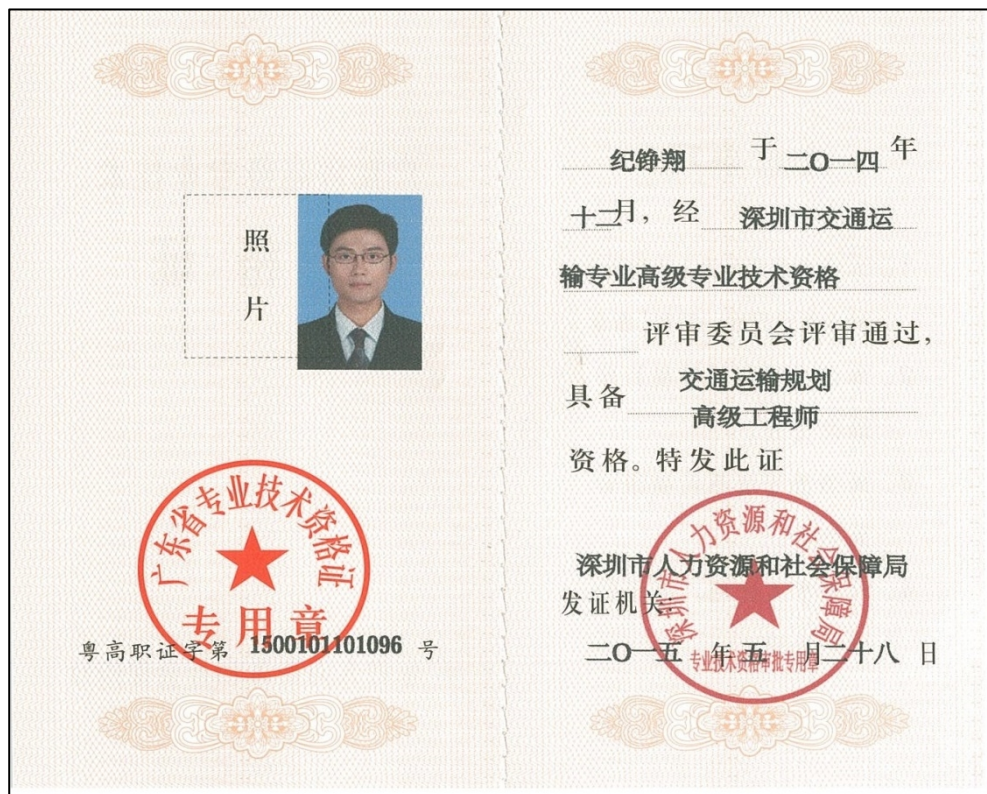 照
片
广东省专业技术资格证
专用章
粤高职证字第 1500101101096 号
纪铮翔 于 二〇一四 年
十二月，经 深圳市交通运
输专业高级专业技术资格
评审委员会评审通过，
具备 交通运输规划
高级工程师
资格。特发此证
深圳市人力资源和社会保障局
深圳市人力资源和社会保障局
发证机关：
二〇一五 年 五 月二十八 日
专业技术资格审批专用章